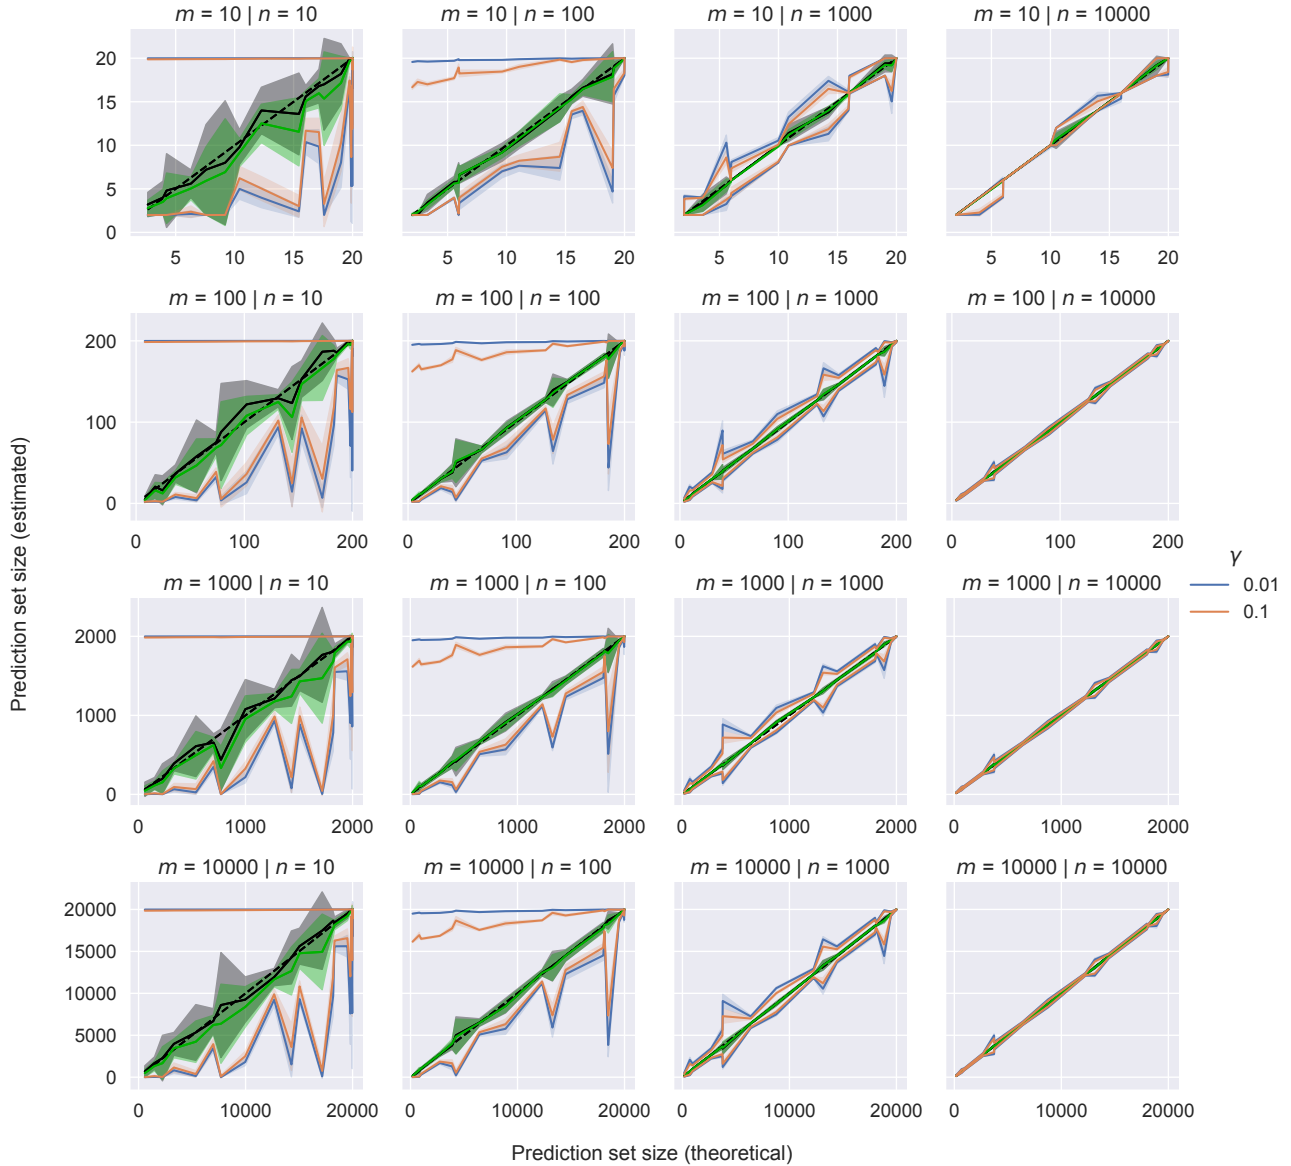 m = 10 | n = 10
m = 10 | n = 100
m = 10 | n = 1000
m = 10 | n = 10000
20
15
10
5
0
5 10 15 20
5 10 15 20
5 10 15 20
5 10 15 20
m = 100 | n = 10
m = 100 | n = 100
m = 100 | n = 1000
m = 100 | n = 10000
200
100
0
0 100 200
0 100 200
0 100 200
0 100 200
Prediction set size (estimated)
m = 1000 | n = 10
m = 1000 | n = 100
m = 1000 | n = 1000
m = 1000 | n = 10000
2000
1000
0
0 1000 2000
0 1000 2000
0 1000 2000
0 1000 2000
γ
0.01
0.1
m = 10000 | n = 10
m = 10000 | n = 100
m = 10000 | n = 1000
m = 10000 | n = 10000
20000
15000
10000
5000
0
0 10000 20000
0 10000 20000
0 10000 20000
0 10000 20000
Prediction set size (theoretical)